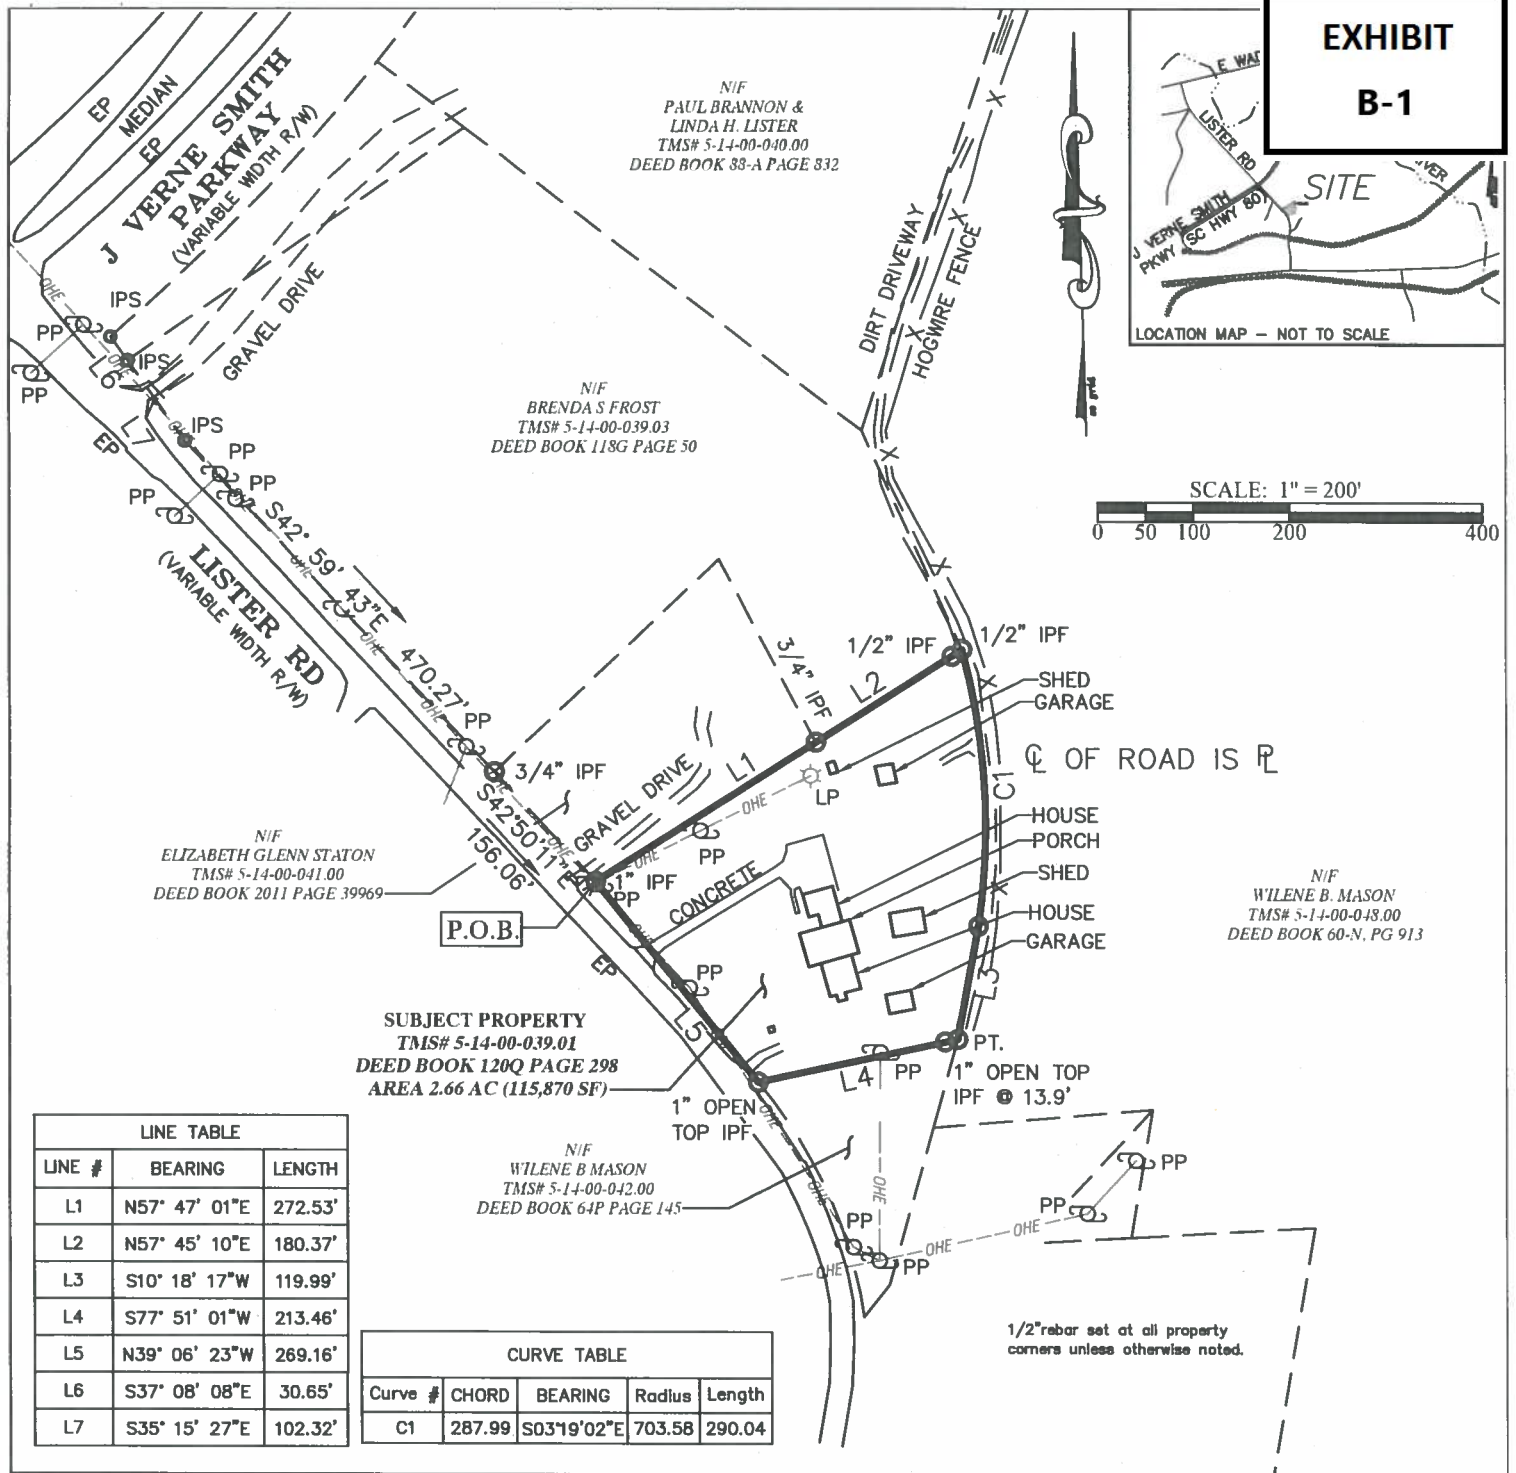 EXHIBIT
B-1
E WAD
LISTER RD
J VERNE SMITH
PKWY
SC HWY 801
SITE
LOCATION MAP - NOT TO SCALE
EP
MEDIAN
EP
J VERNE SMITH
PARKWAY
(VARIABLE WIDTH R/W)
N/F
PAUL BRANNON &
LINDA H. LISTER
TMS# 5-14-00-040.00
DEED BOOK 88-A PAGE 832
DIRT DRIVEWAY
HOGWIRE FENCE
OHE
IPS
PP
OHE
IPS
L6
PP
GRAVEL DRIVE
L7
EP
IPS
PP
PP
PP
N/F
BRENDA S FROST
TMS# 5-14-00-039.03
DEED BOOK 118G PAGE 50
SCALE: 1" = 200'
0 50 100 200 400
S42° 59' 43"E
470.27'
OHE
OHE
OHE
LISTER RD
(VARIABLE WIDTH R/W)
PP
3/4" IPF
3/4" IPF
1/2" IPF
1/2" IPF
L2
SHED
GARAGE
℄ OF ROAD IS ⅊
L1
GRAVEL DRIVE
OHE
LP
C1
S42°50'11"E
156.06'
OHE
OHE
PP
1" IPF
PP
CONCRETE
HOUSE
PORCH
SHED
HOUSE
GARAGE
N/F
ELIZABETH GLENN STATON
TMS# 5-14-00-041.00
DEED BOOK 2011 PAGE 39969
P.O.B.
N/F
WILENE B. MASON
TMS# 5-14-00-048.00
DEED BOOK 60-N, PG 913
EP
PP
L5
L3
SUBJECT PROPERTY
TMS# 5-14-00-039.01
DEED BOOK 120Q PAGE 298
AREA 2.66 AC (115,870 SF)
PT.
L4
PP
1" OPEN TOP
IPF @ 13.9'
1" OPEN
TOP IPF
OHE
N/F
WILENE B MASON
TMS# 5-14-00-042.00
DEED BOOK 64P PAGE 145
OHE
OHE
PP
PP
PP
PP
OHE
OHE
OHE
1/2"rebar set at all property
corners unless otherwise noted.
LINE TABLE
LINE # BEARING LENGTH
L1 N57° 47' 01"E 272.53'
L2 N57° 45' 10"E 180.37'
L3 S10° 18' 17"W 119.99'
L4 S77° 51' 01"W 213.46'
L5 N39° 06' 23"W 269.16'
L6 S37° 08' 08"E 30.65'
L7 S35° 15' 27"E 102.32'
CURVE TABLE
Curve # CHORD BEARING Radius Length
C1 287.99 S03°19'02"E 703.58 290.04